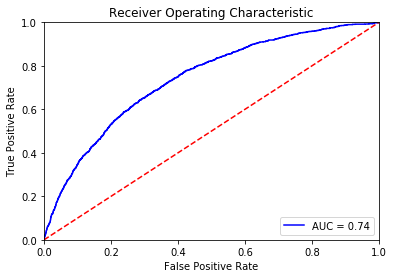 Receiver Operating Characteristic
1.0
0.8
0.6
0.4
0.2
0.0
True Positive Rate
AUC = 0.74
0.0 0.2 0.4 0.6 0.8 1.0
False Positive Rate